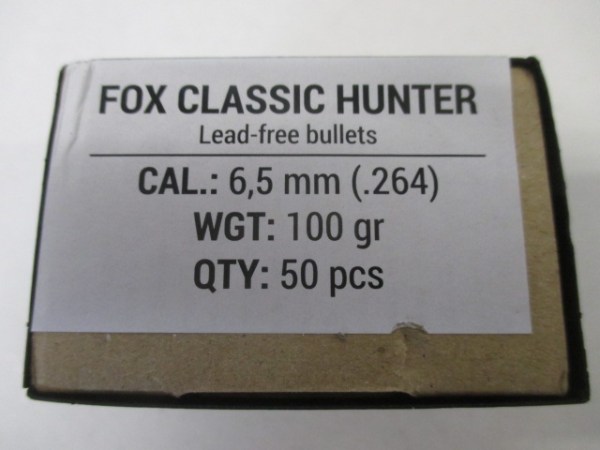 FOX CLASSIC HUNTER
Lead-free bullets
CAL.: 6,5 mm (.264)
WGT: 100 gr
QTY: 50 pcs